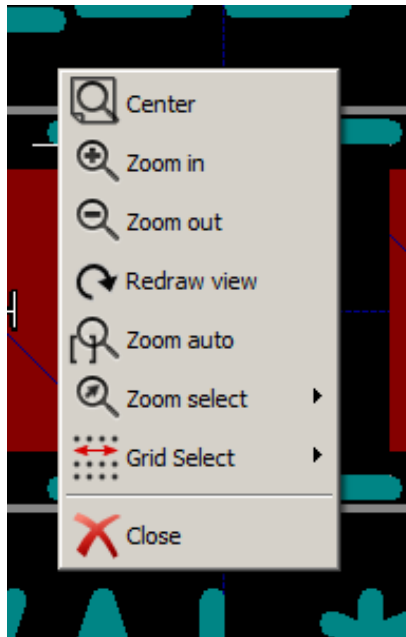 Center
Zoom in
Zoom out
Redraw view
Zoom auto
Zoom select
Grid Select
Close